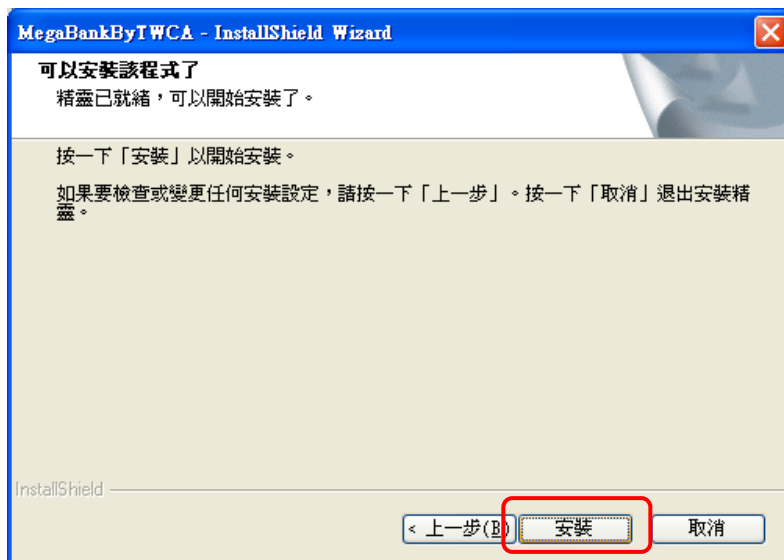 MegaBankByTWCA - InstallShield Wizard
可以安裝該程式了
精靈已就緒，可以開始安裝了。
按一下「安裝」以開始安裝。
如果要檢查或變更任何安裝設定，請按一下「上一步」。按一下「取消」退出安裝精
靈。
InstallShield
< 上一步(B) 安裝 取消